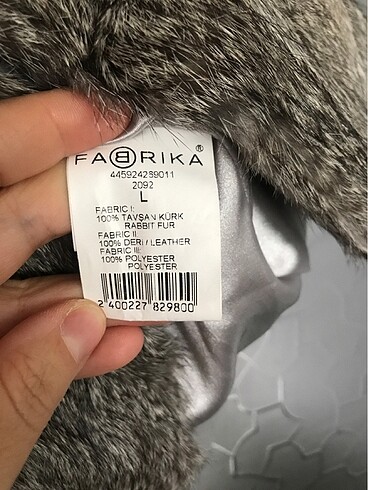 FABRIKA®
445924289011
2092
L
FABRIC I:
100% TAVŞAN KÜRK
RABBIT FUR
FABRIC II:
100% DERI / LEATHER
FABRIC III:
100% POLYESTER
POLYESTER
2 400227 829800